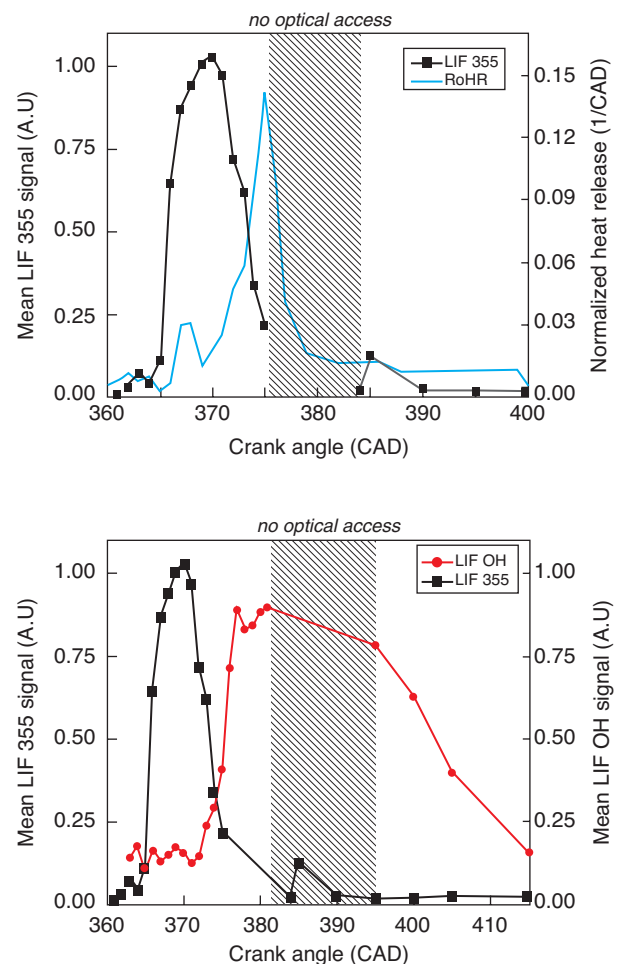 no optical access
1.00
0.75
0.50
0.25
0.00
Mean LIF 355 signal (A.U)
LIF 355
RoHR
0.15
0.12
0.09
0.06
0.03
0.00
Normalized heat release (1/CAD)
360 370 380 390 400
Crank angle (CAD)
no optical access
1.00
0.75
0.50
0.25
0.00
Mean LIF 355 signal (A.U)
LIF OH
LIF 355
1.00
0.75
0.50
0.25
0.00
Mean LIF OH signal (A.U)
360 370 380 390 400 410
Crank angle (CAD)